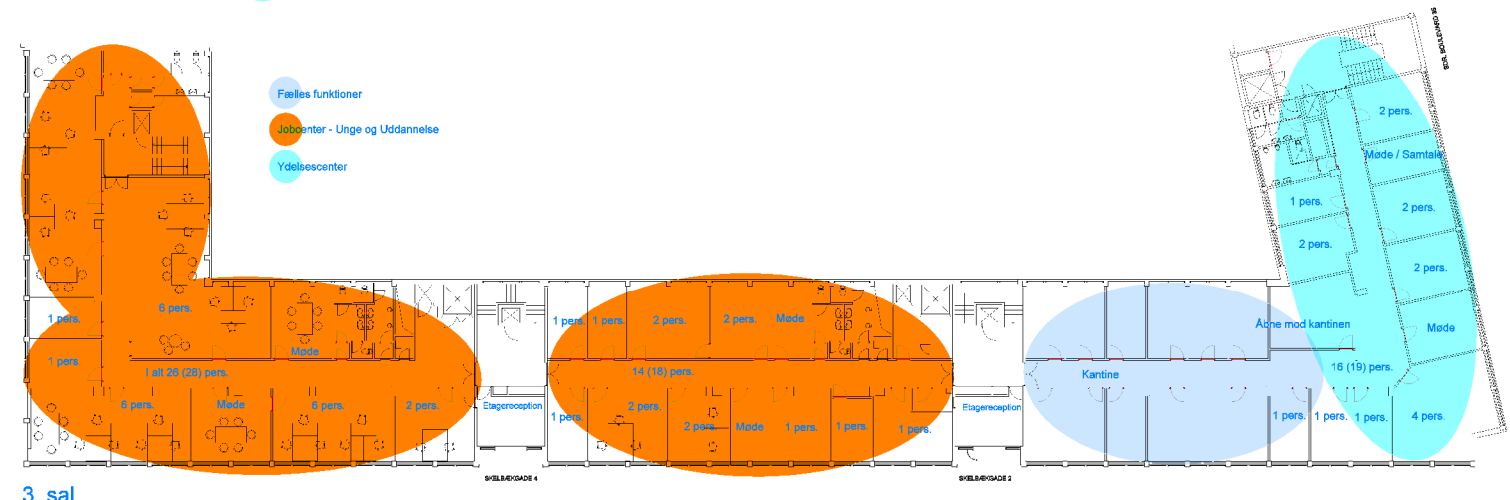 SDR. BOULEVARD 85
Fælles funktioner
Jobcenter - Unge og Uddannelse
Ydelsescenter
2 pers.
Møde / Samtale
1 pers.
2 pers.
2 pers.
2 pers.
6 pers.
1 pers.
1 pers.
Møde
I alt 26 (28) pers.
6 pers.
Møde
6 pers.
2 pers.
Etagereception
1 pers.
1 pers.
2 pers.
2 pers.
Møde
14 (18) pers.
1 pers.
2 pers.
2 pers.
Møde
1 pers.
1 pers.
1 pers.
Etagereception
Kantine
Åbne mod kantinen
Møde
16 (19) pers.
1 pers.
1 pers.
1 pers.
4 pers.
SKELBÆKGADE 4
SKELBÆKGADE 2
3. sal